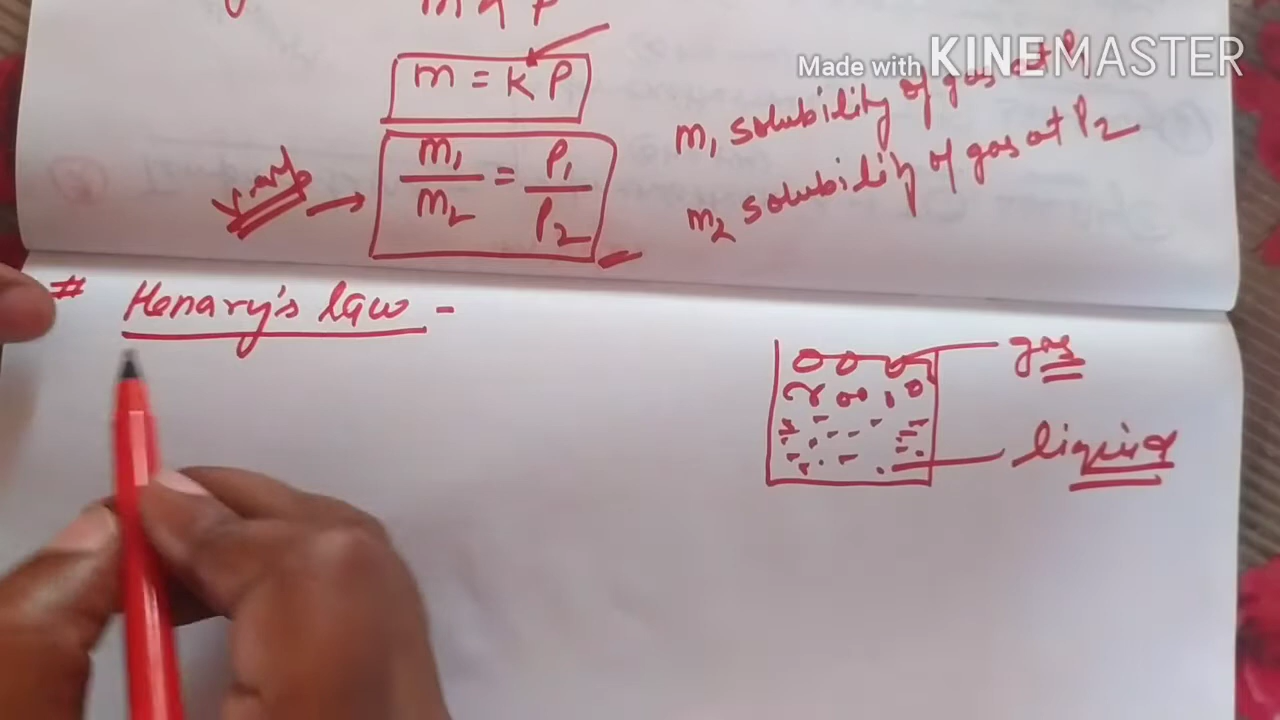 m ∝ P
Made with KINEMASTER
m = K P
m₁/m₂ = P₁/P₂
m₁ solubility of gas at P₁
m₂ solubility of gas at P₂
# Henary's law -
gas
liquid